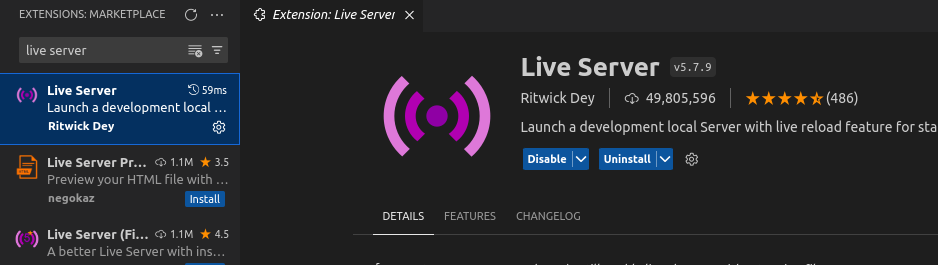 EXTENSIONS: MARKETPLACE
live server
Live Server 59ms
Launch a development local ...
Ritwick Dey
Live Server Pr... 1.1M 3.5
Preview your HTML file with ...
negokaz Install
Live Server (Fi... 1.1M 4.5
A better Live Server with ins...
Extension: Live Server
Live Server v5.7.9
Ritwick Dey 49,805,596 (486)
Launch a development local Server with live reload feature for sta
Disable Uninstall
DETAILS FEATURES CHANGELOG